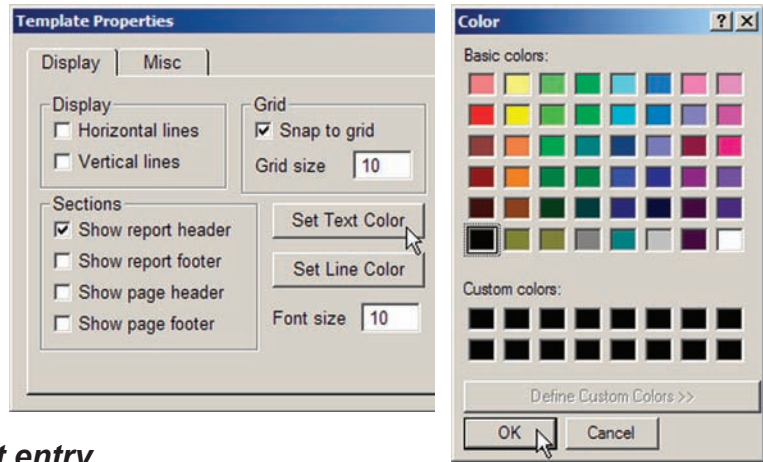 Template Properties
Display Misc
Display
Horizontal lines
Vertical lines
Grid
Snap to grid
Grid size 10
Sections
Show report header
Show report footer
Show page header
Show page footer
Set Text Color
Set Line Color
Font size 10
Color ? X
Basic colors:
Custom colors:
Define Custom Colors >>
OK Cancel
entry